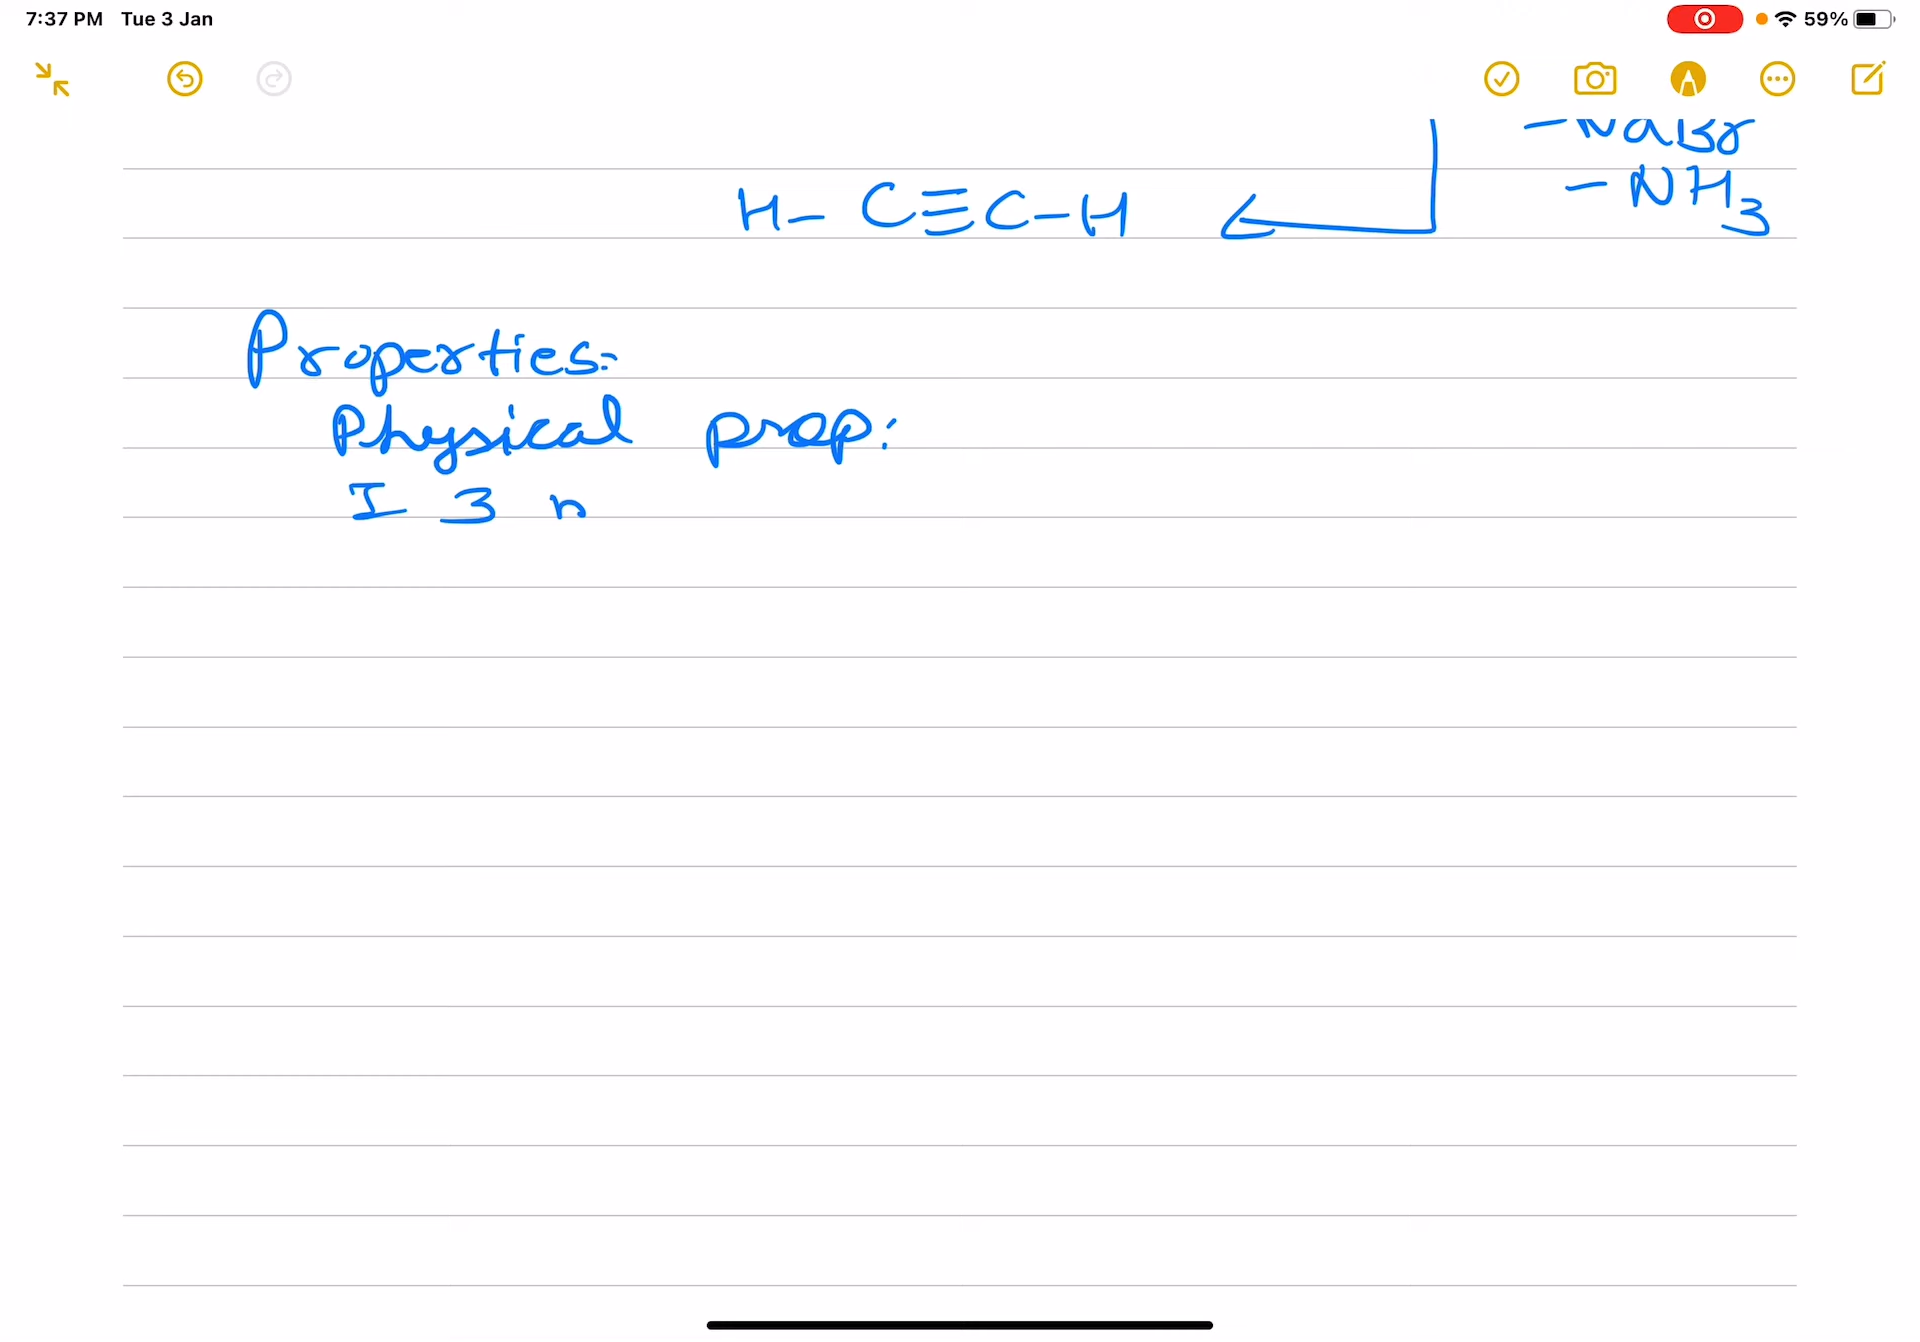 7:37 PM Tue 3 Jan 59%
- NaBr
- NH3
H- C≡C-H
Properties:
Physical prop:
I 3 n